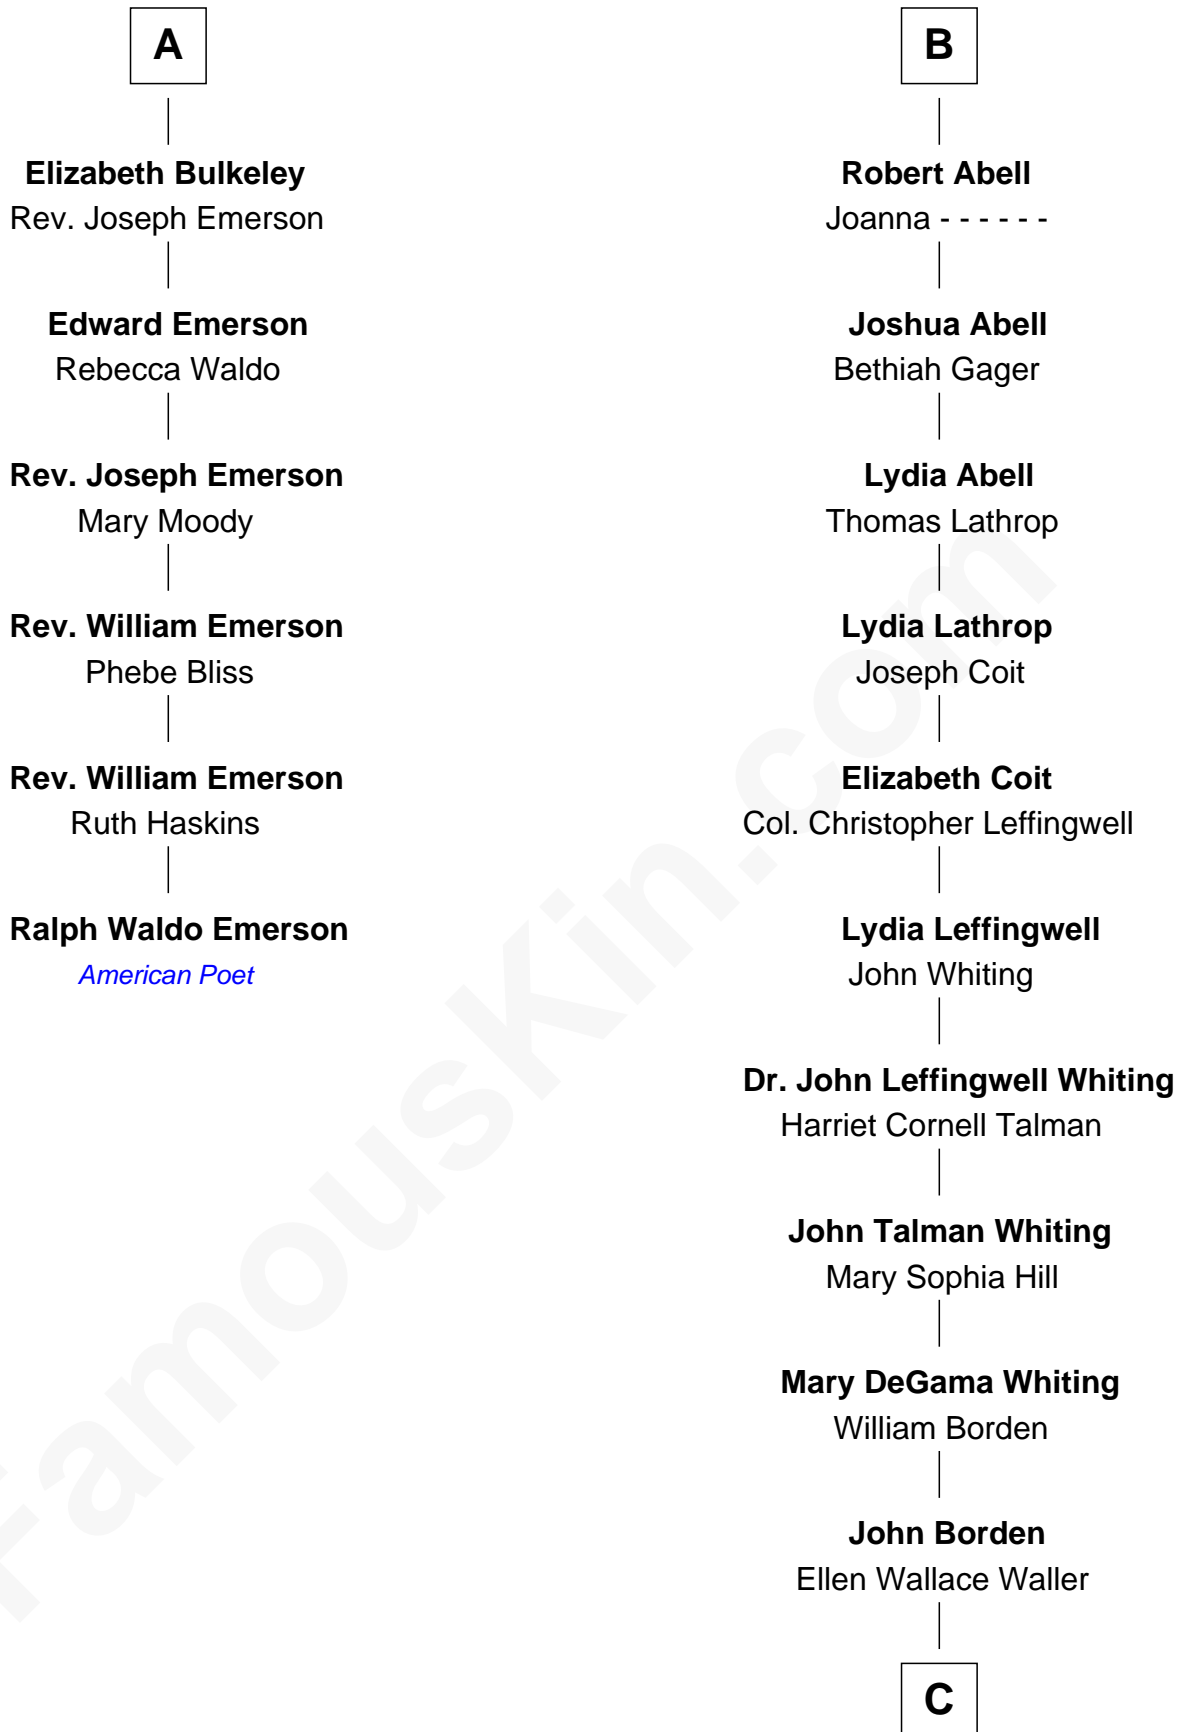 A
Elizabeth Bulkeley
Rev. Joseph Emerson
Edward Emerson
Rebecca Waldo
Rev. Joseph Emerson
Mary Moody
Rev. William Emerson
Phebe Bliss
Rev. William Emerson
Ruth Haskins
Ralph Waldo Emerson
American Poet
B
Robert Abell
Joanna - - - - - -
Joshua Abell
Bethiah Gager
Lydia Abell
Thomas Lathrop
Lydia Lathrop
Joseph Coit
Elizabeth Coit
Col. Christopher Leffingwell
Lydia Leffingwell
John Whiting
Dr. John Leffingwell Whiting
Harriet Cornell Talman
John Talman Whiting
Mary Sophia Hill
Mary DeGama Whiting
William Borden
John Borden
Ellen Wallace Waller
C
FamousKin.com